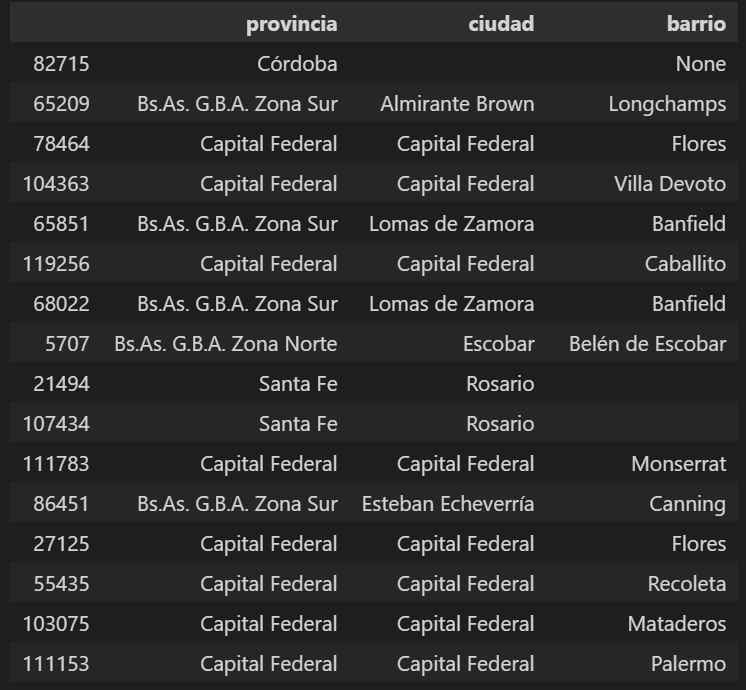 provincia ciudad barrio
82715 Córdoba None
65209 Bs.As. G.B.A. Zona Sur Almirante Brown Longchamps
78464 Capital Federal Capital Federal Flores
104363 Capital Federal Capital Federal Villa Devoto
65851 Bs.As. G.B.A. Zona Sur Lomas de Zamora Banfield
119256 Capital Federal Capital Federal Caballito
68022 Bs.As. G.B.A. Zona Sur Lomas de Zamora Banfield
5707 Bs.As. G.B.A. Zona Norte Escobar Belén de Escobar
21494 Santa Fe Rosario
107434 Santa Fe Rosario
111783 Capital Federal Capital Federal Monserrat
86451 Bs.As. G.B.A. Zona Sur Esteban Echeverría Canning
27125 Capital Federal Capital Federal Flores
55435 Capital Federal Capital Federal Recoleta
103075 Capital Federal Capital Federal Mataderos
111153 Capital Federal Capital Federal Palermo